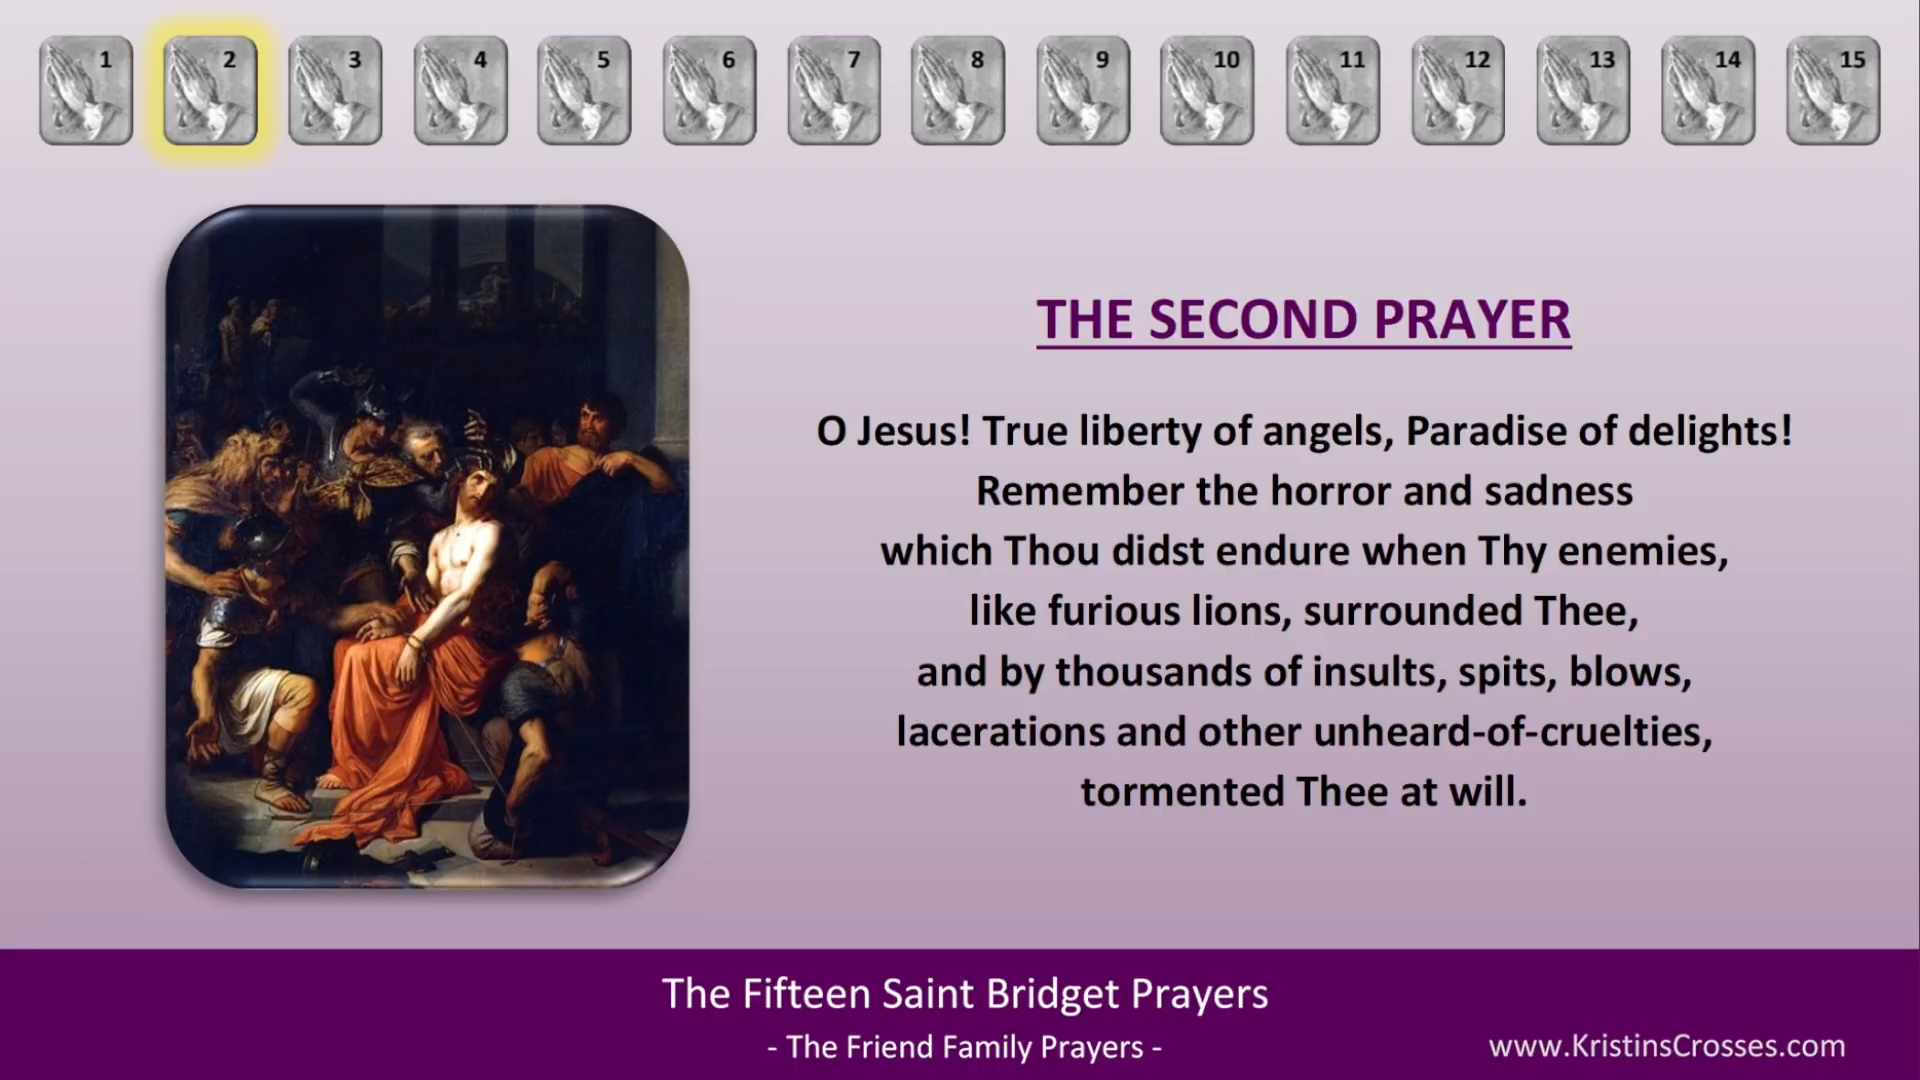 1 2 3 4 5 6 7 8 9 10 11 12 13 14 15
THE SECOND PRAYER
O Jesus! True liberty of angels, Paradise of delights!
Remember the horror and sadness
which Thou didst endure when Thy enemies,
like furious lions, surrounded Thee,
and by thousands of insults, spits, blows,
lacerations and other unheard-of-cruelties,
tormented Thee at will.
The Fifteen Saint Bridget Prayers
- The Friend Family Prayers -
www.KristinsCrosses.com